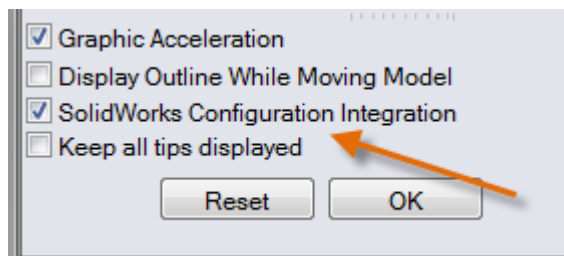 Graphic Acceleration
Display Outline While Moving Model
SolidWorks Configuration Integration
Keep all tips displayed
Reset OK